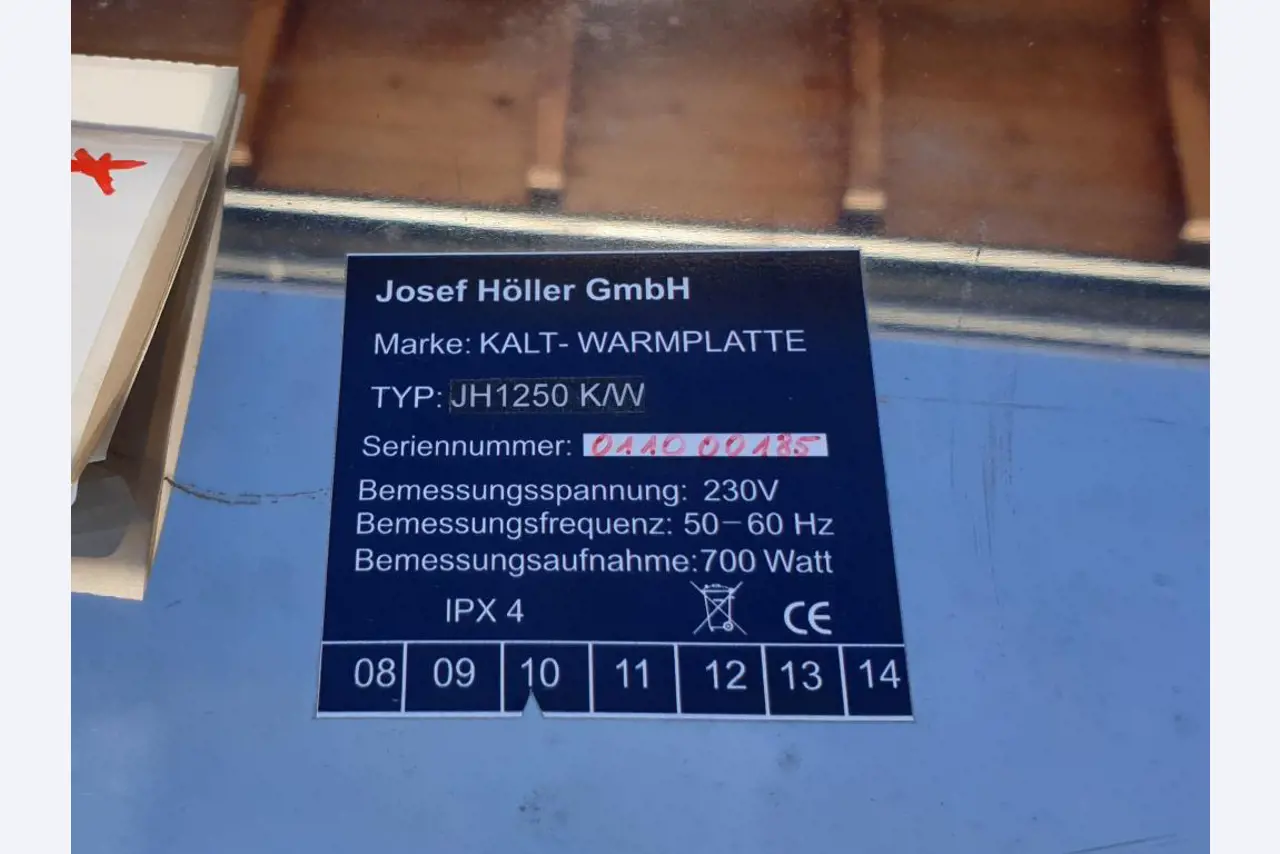 Josef Höller GmbH
Marke: KALT- WARMPLATTE
TYP: JH1250 K/W
Seriennummer: 0110 00185
Bemessungsspannung: 230V
Bemessungsfrequenz: 50–60 Hz
Bemessungsaufnahme:700 Watt
IPX 4 CE
08 09 10 11 12 13 14